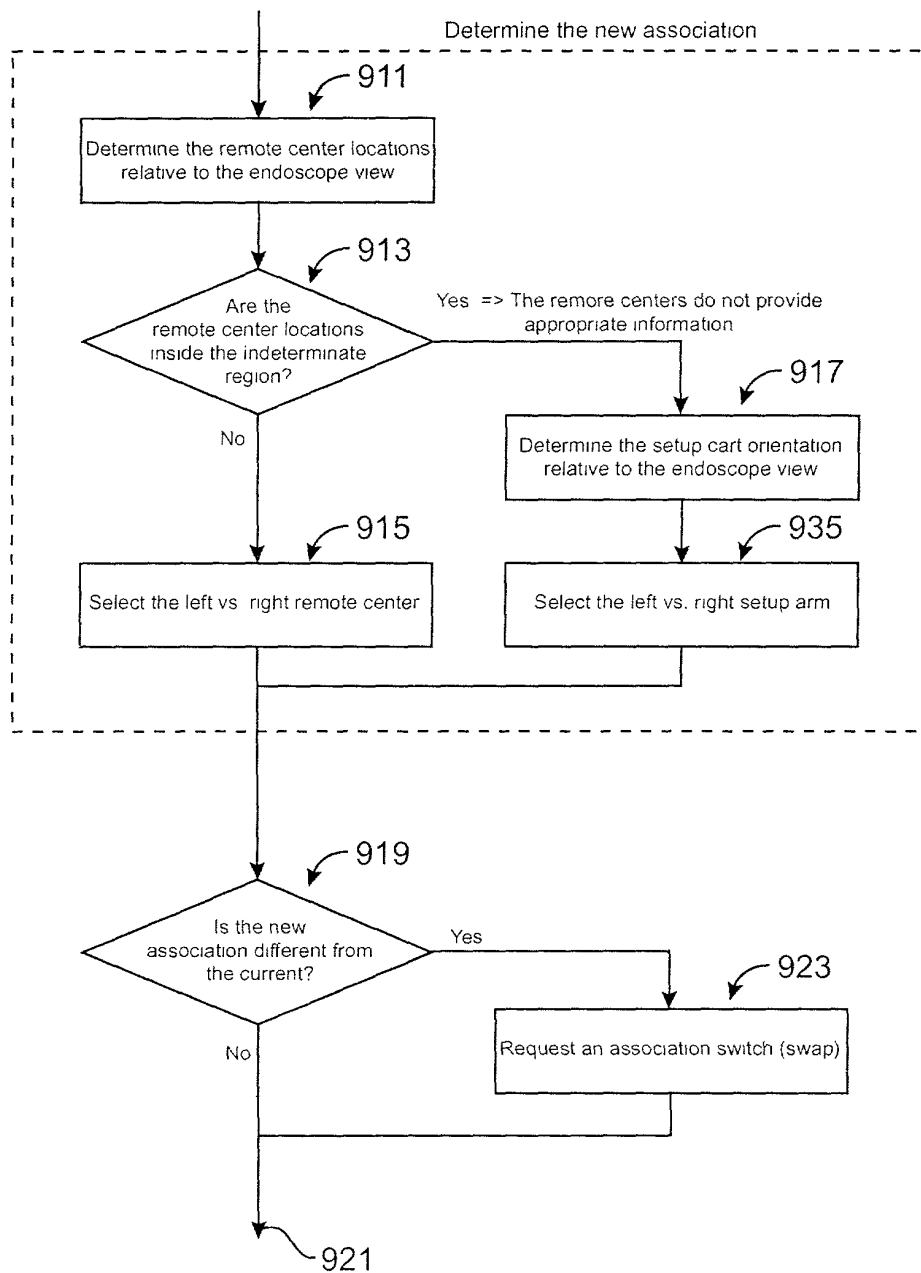 Determine the new association
911
Determine the remote center locations
relative to the endoscope view
913
Are the
remote center locations
inside the indeterminate
region?
Yes => The remore centers do not provide
appropriate information
No
917
Determine the setup cart orientation
relative to the endoscope view
915
Select the left vs right remote center
935
Select the left vs. right setup arm
919
Is the new
association different from
the current?
Yes
No
923
Request an association switch (swap)
921